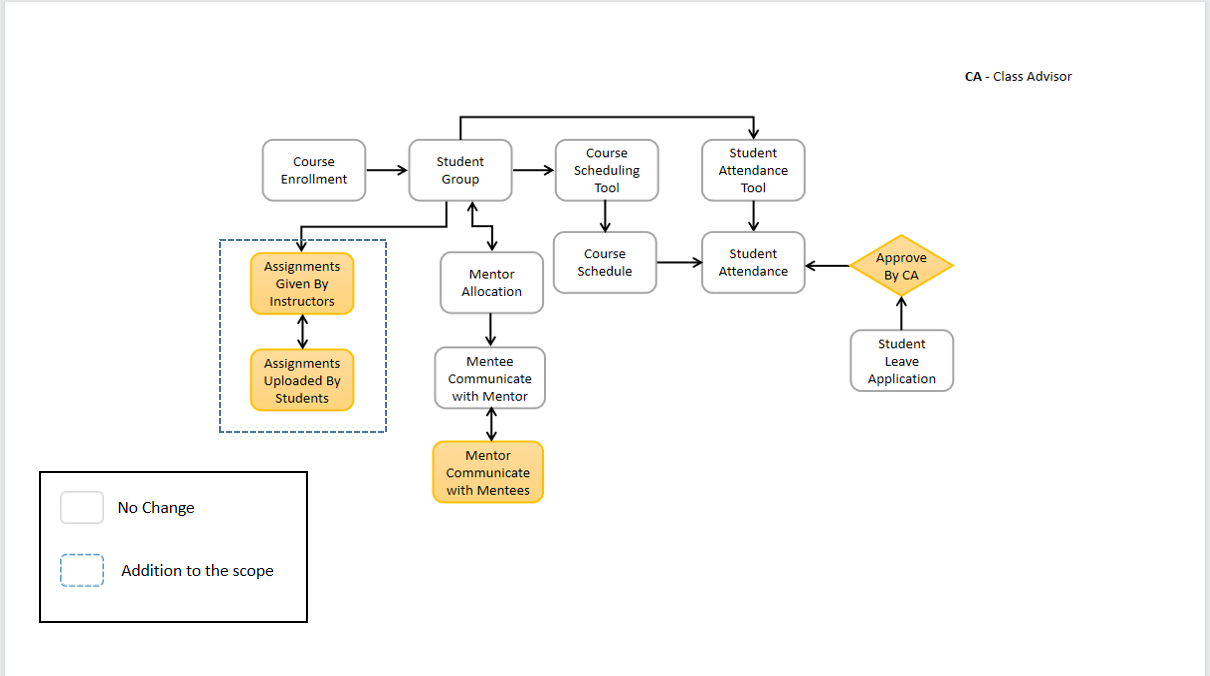 CA - Class Advisor
Course
Enrollment
Student
Group
Course
Scheduling
Tool
Student
Attendance
Tool
Assignments
Given By
Instructors
Mentor
Allocation
Course
Schedule
Student
Attendance
Approve
By CA
Assignments
Uploaded By
Students
Mentee
Communicate
with Mentor
Student
Leave
Application
Mentor
Communicate
with Mentees
No Change
Addition to the scope